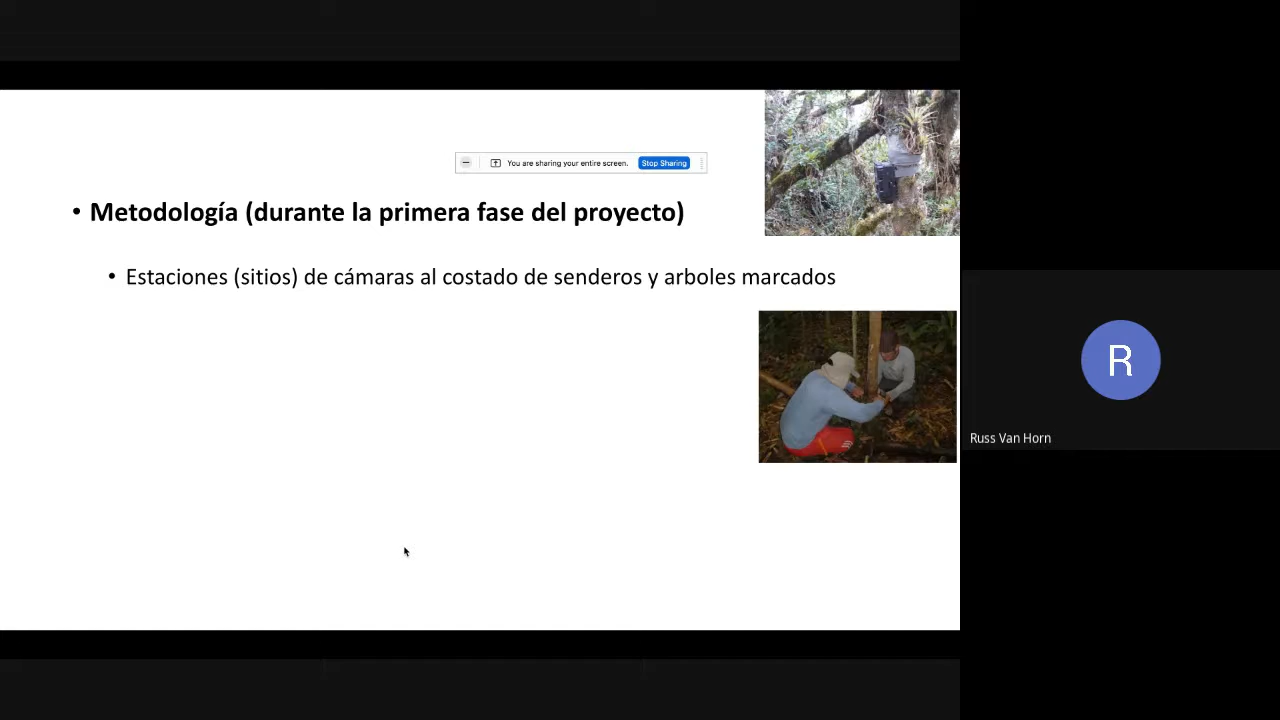 You are sharing your entire screen. Stop Sharing
• Metodología (durante la primera fase del proyecto)
• Estaciones (sitios) de cámaras al costado de senderos y arboles marcados
R
Russ Van Horn